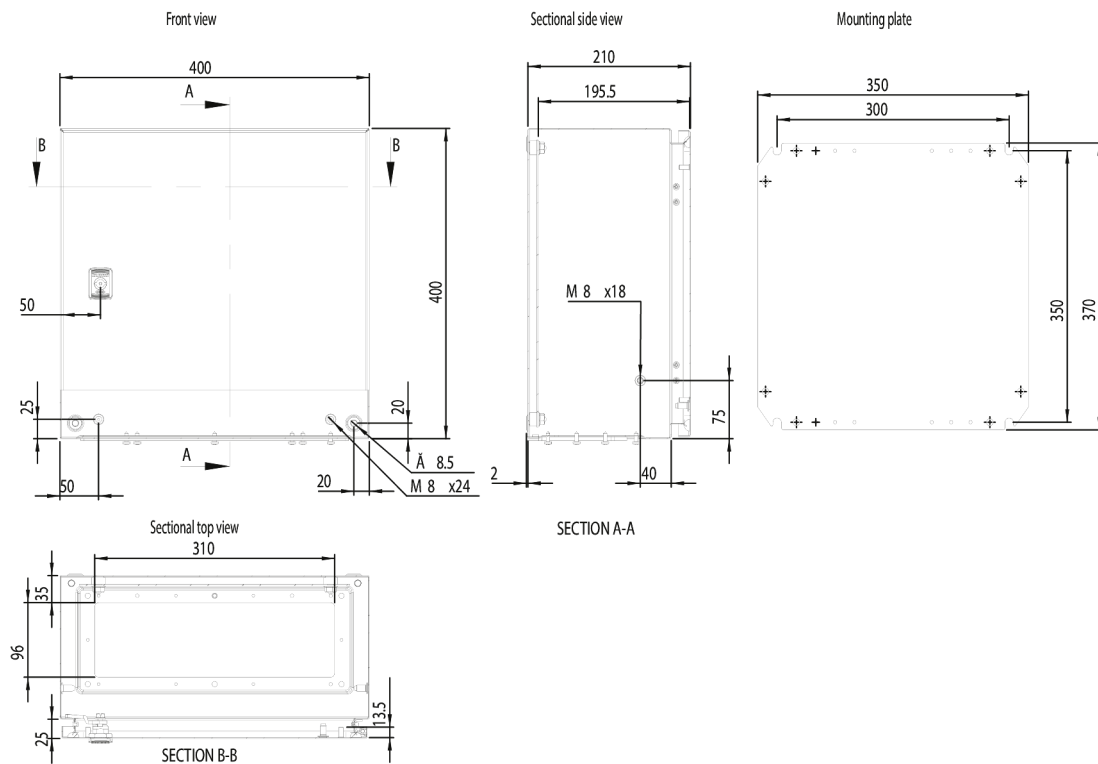 Front view
Sectional side view
Mounting plate
400
A
B
B
50
25
400
20
A
50
20
Ă 8.5
M 8 x24
210
195.5
M 8 x18
75
2
40
SECTION A-A
350
300
350
370
Sectional top view
310
35
96
25
13.5
SECTION B-B